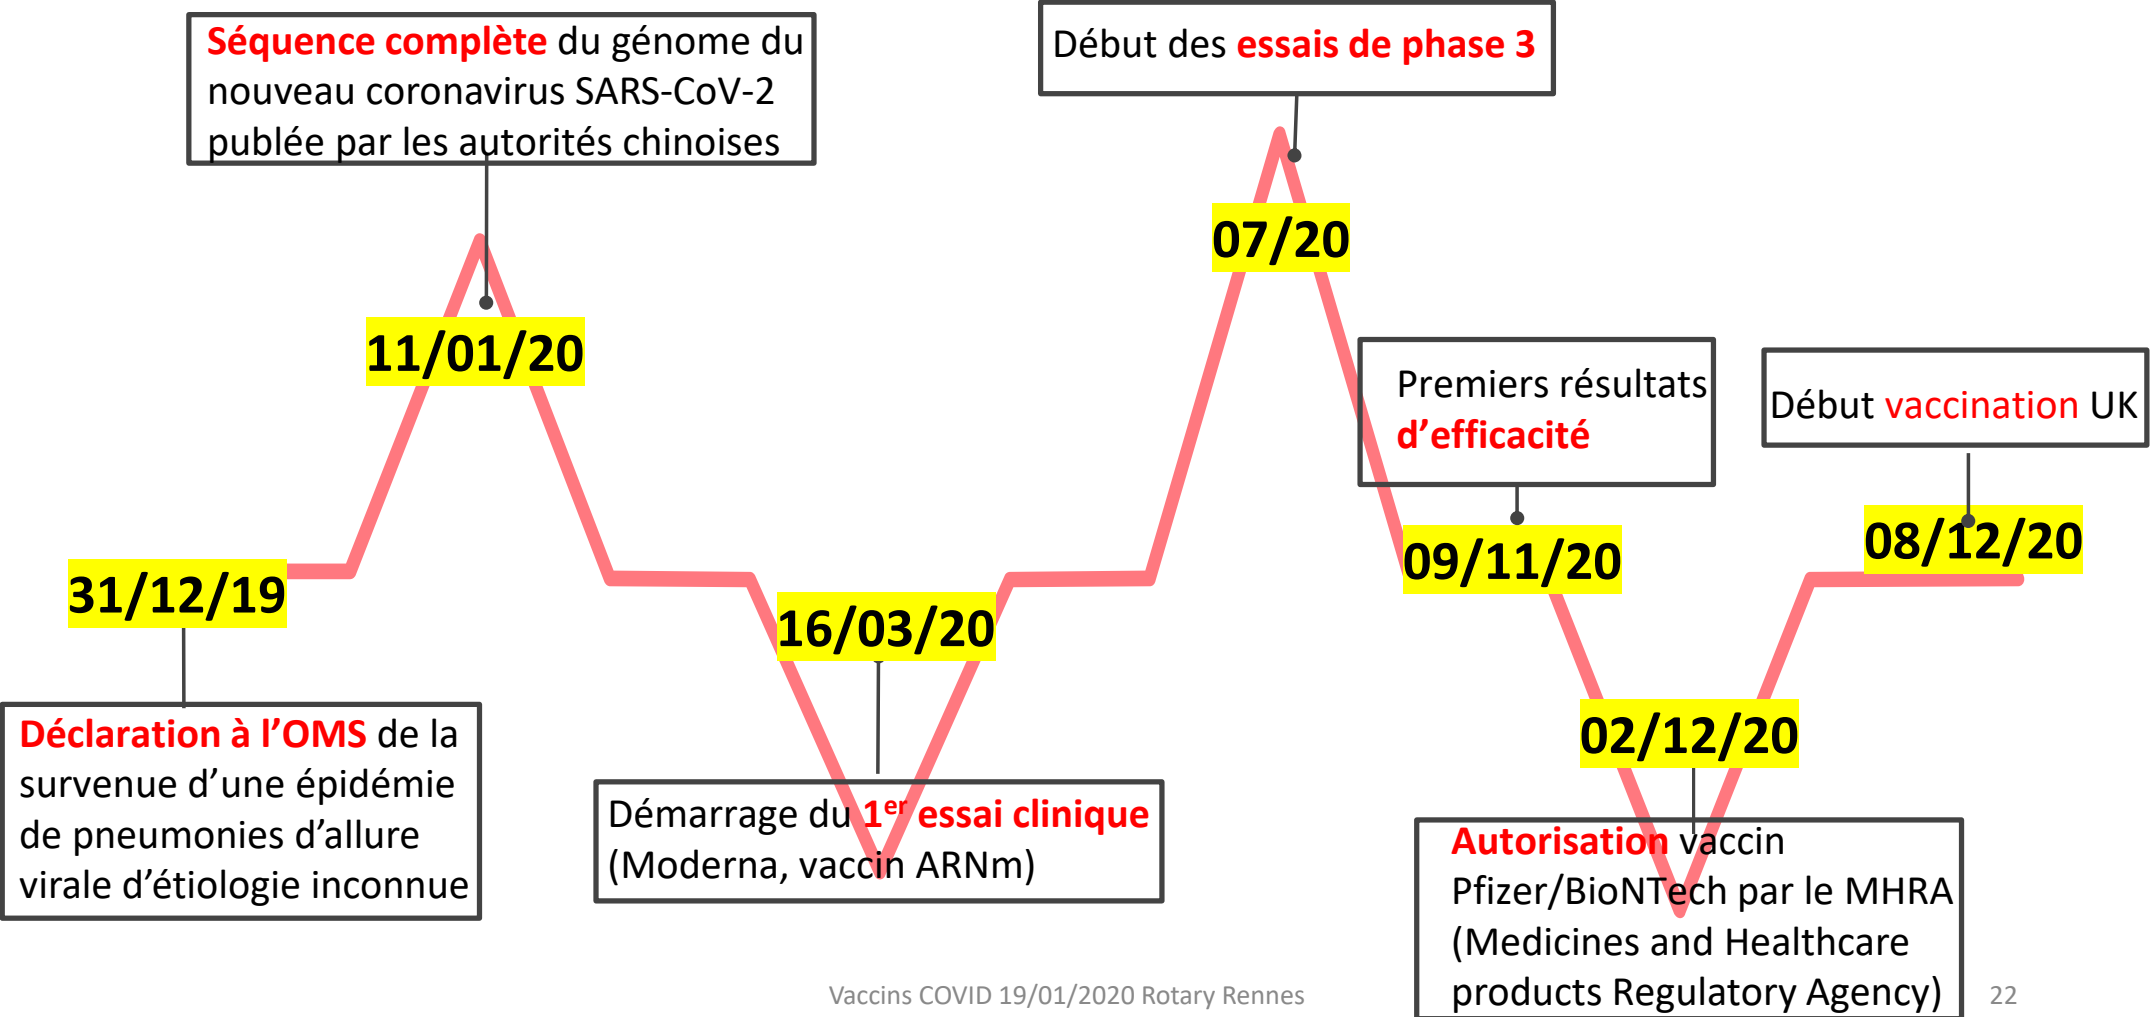 Séquence complète du génome du
nouveau coronavirus SARS-CoV-2
publée par les autorités chinoises
11/01/20
Début des essais de phase 3
07/20
31/12/19
Déclaration à l’OMS de la
survenue d’une épidémie
de pneumonies d’allure
virale d’étiologie inconnue
16/03/20
Démarrage du 1er essai clinique
(Moderna, vaccin ARNm)
Premiers résultats
d’efficacité
09/11/20
02/12/20
Autorisation vaccin
Pfizer/BioNTech par le MHRA
(Medicines and Healthcare
products Regulatory Agency)
Début vaccination UK
08/12/20
Vaccins COVID 19/01/2020 Rotary Rennes
22